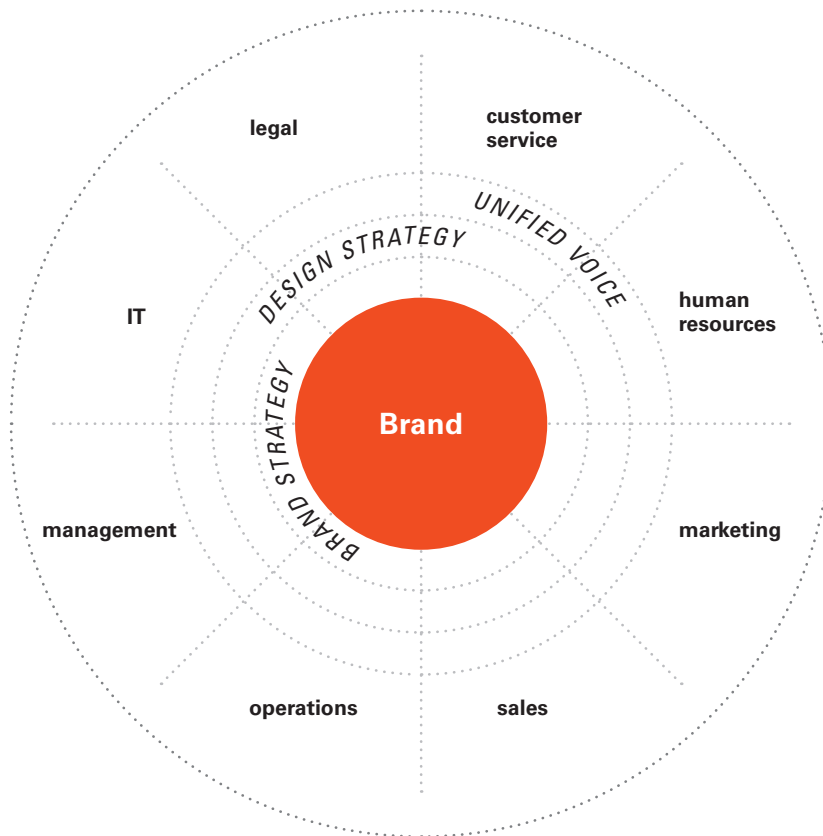 legal
customer
service
UNIFIED VOICE
DESIGN STRATEGY
IT
human
resources
BRAND STRATEGY
Brand
management
marketing
operations
sales